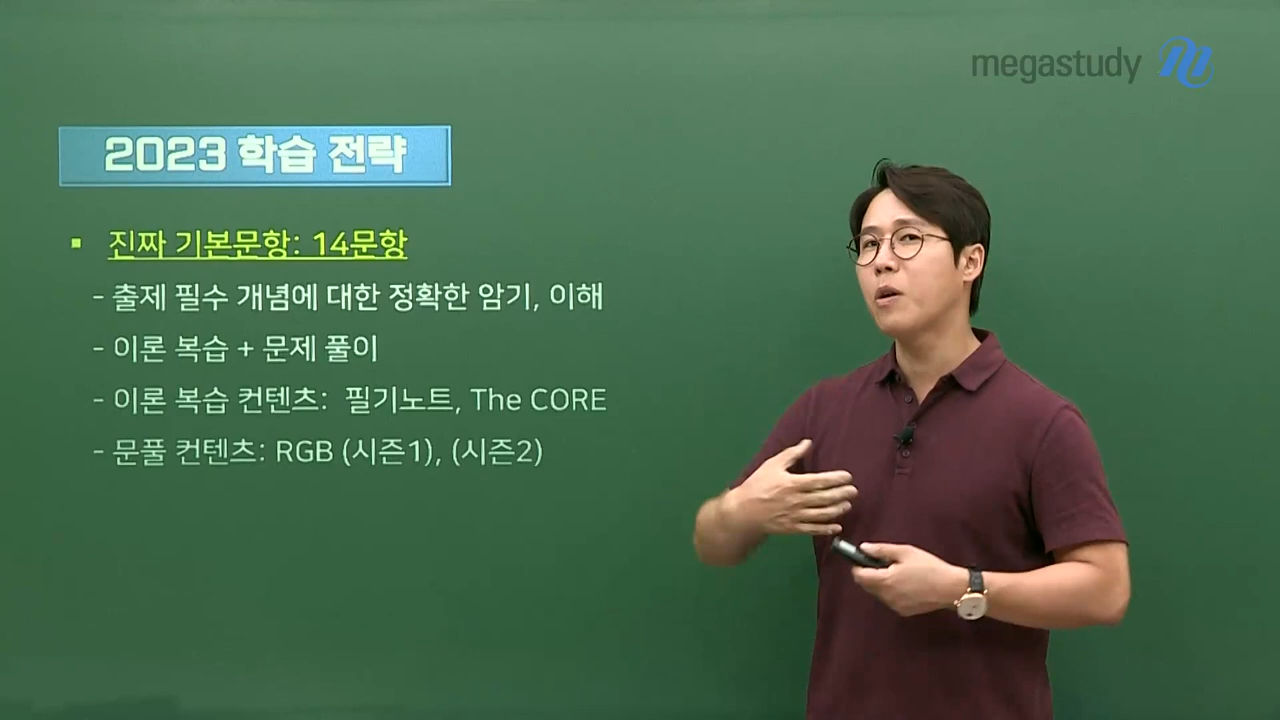 megastudy
2023 학습 전략
▪ 진짜 기본문항: 14문항
- 출제 필수 개념에 대한 정확한 암기, 이해
- 이론 복습 + 문제 풀이
- 이론 복습 컨텐츠: 필기노트, The CORE
- 문풀 컨텐츠: RGB (시즌1), (시즌2)